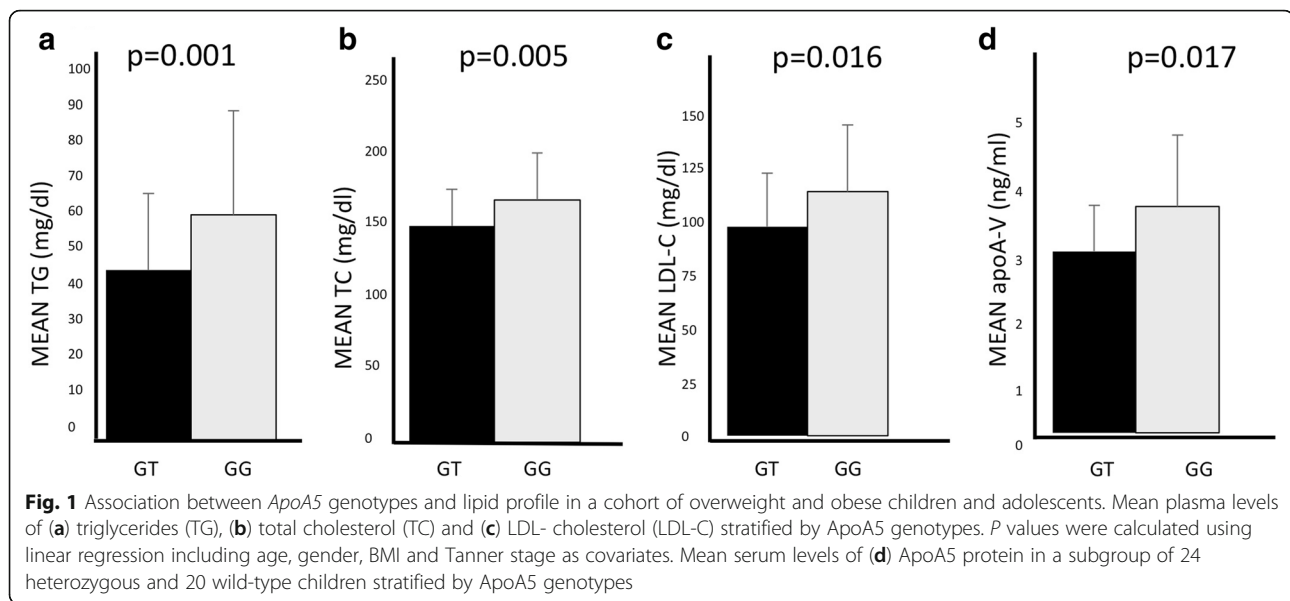 a
p=0.001
MEAN TG (mg/dl)
100
90
80
70
60
50
40
30
20
10
0
GT GG
b
p=0.005
MEAN TC (mg/dl)
250
200
150
100
50
0
GT GG
c
p=0.016
MEAN LDL-C (mg/dl)
150
125
100
75
50
25
0
GT GG
d
p=0.017
MEAN apoA-V (ng/ml)
5
4
3
2
1
0
GT GG
Fig. 1 Association between ApoA5 genotypes and lipid profile in a cohort of overweight and obese children and adolescents. Mean plasma levels
of (a) triglycerides (TG), (b) total cholesterol (TC) and (c) LDL- cholesterol (LDL-C) stratified by ApoA5 genotypes. P values were calculated using
linear regression including age, gender, BMI and Tanner stage as covariates. Mean serum levels of (d) ApoA5 protein in a subgroup of 24
heterozygous and 20 wild-type children stratified by ApoA5 genotypes